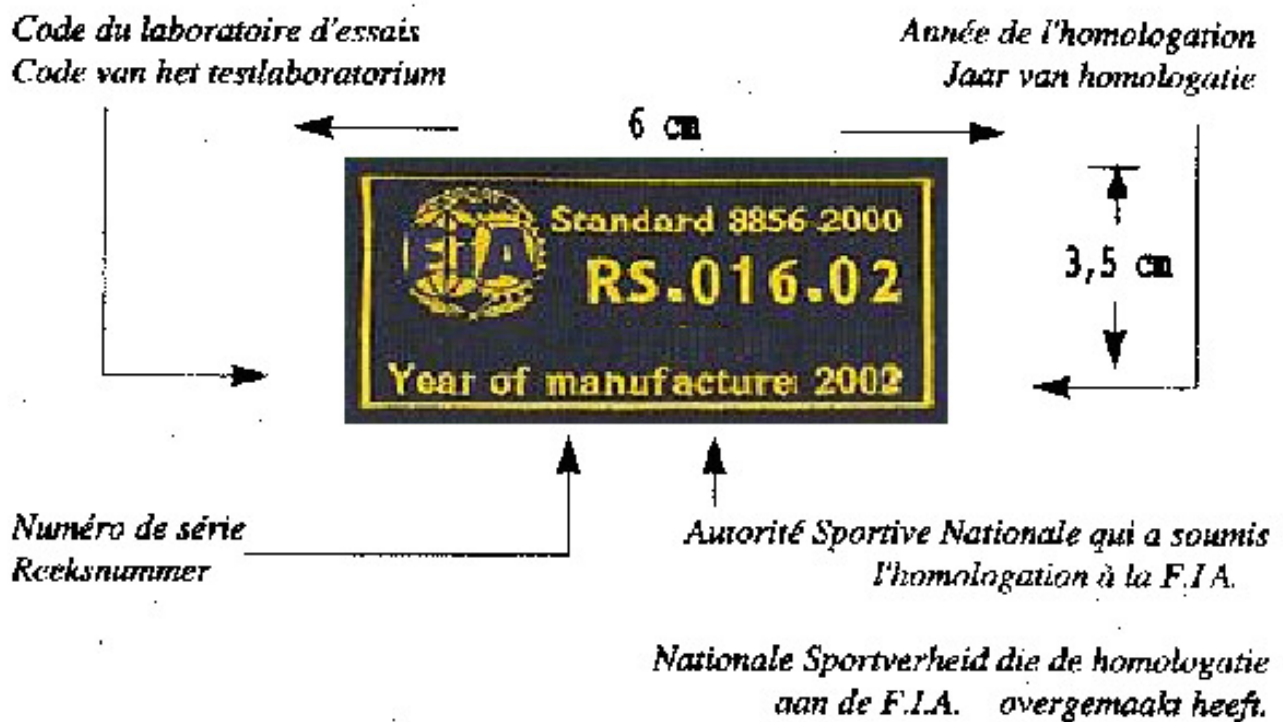 Code du laboratoire d'essais
Code van het testlaboratorium
Année de l'homologation
Jaar van homologatie
6 cm
FIA
Standard 8856-2000
RS.016.02
Year of manufacture: 2002
3,5 cm
Numéro de série
Reeksnummer
Autorité Sportive Nationale qui a soumis
l'homologation à la F.I.A.
Nationale Sportverheid die de homologatie
aan de F.I.A. overgemaakt heeft.